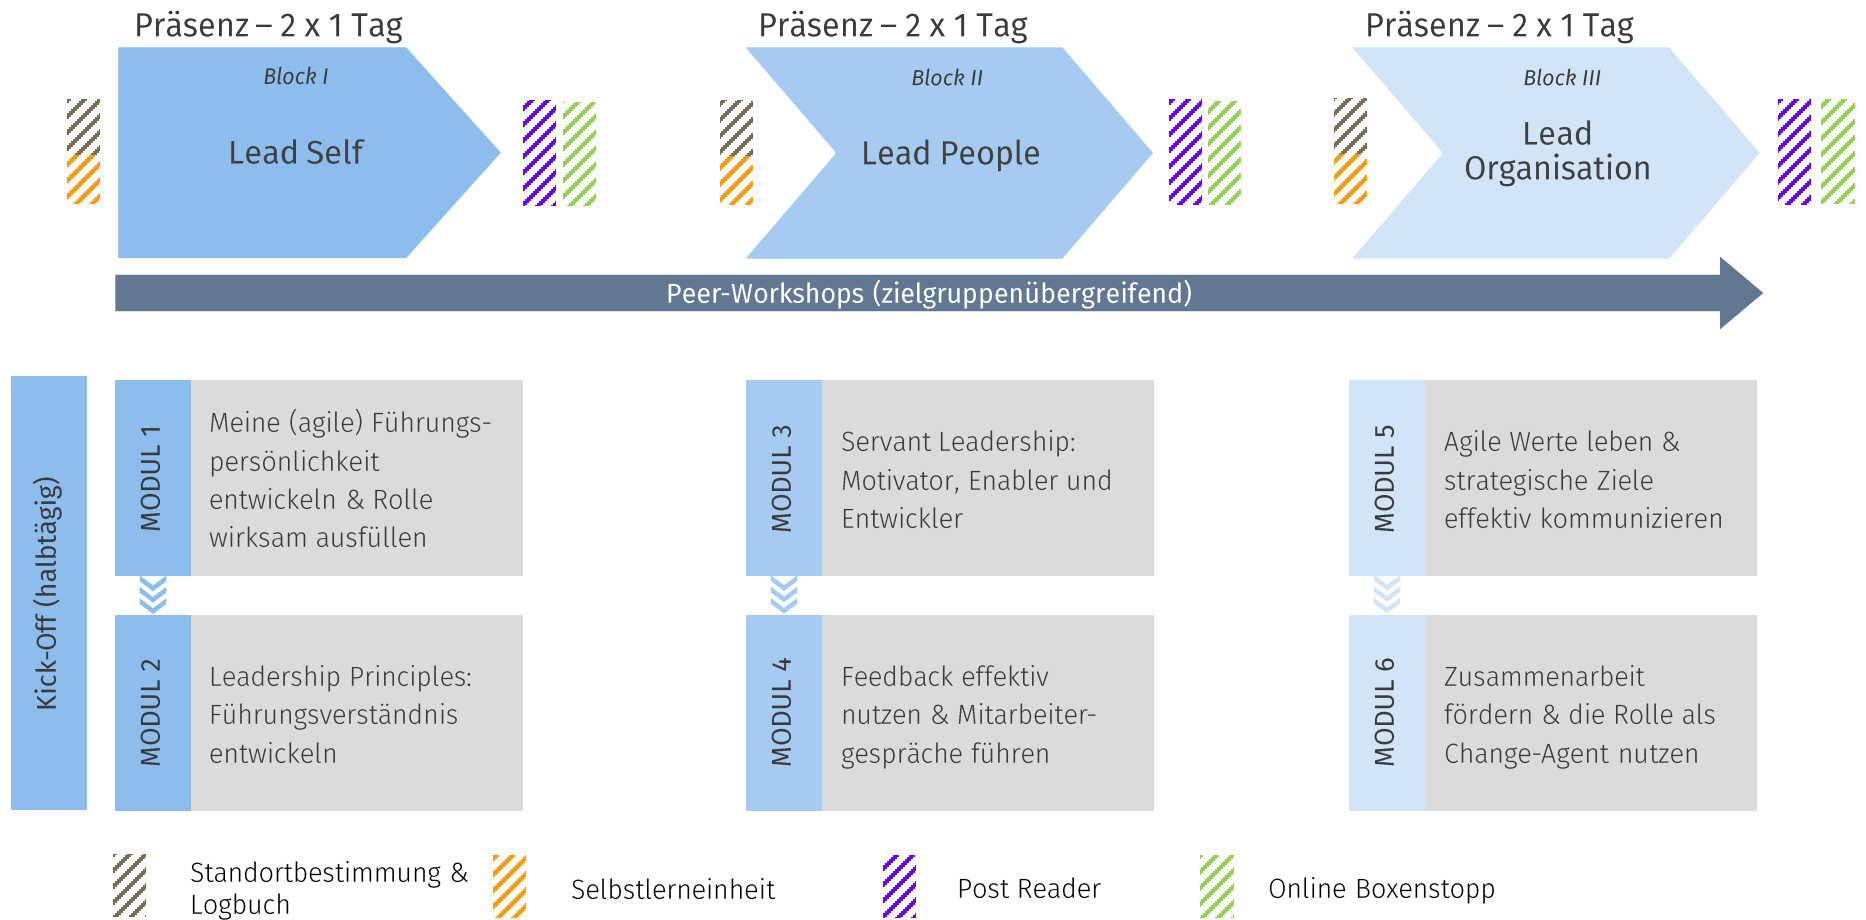 Präsenz – 2 x 1 Tag
Präsenz – 2 x 1 Tag
Präsenz – 2 x 1 Tag
Block I
Lead Self
Block II
Lead People
Block III
Lead
Organisation
Peer-Workshops (zielgruppenübergreifend)
Kick-Off (halbtägig)
MODUL 1
Meine (agile) Führungs-
persönlichkeit
entwickeln & Rolle
wirksam ausfüllen
MODUL 3
Servant Leadership:
Motivator, Enabler und
Entwickler
MODUL 5
Agile Werte leben &
strategische Ziele
effektiv kommunizieren
MODUL 2
Leadership Principles:
Führungsverständnis
entwickeln
MODUL 4
Feedback effektiv
nutzen & Mitarbeiter-
gespräche führen
MODUL 6
Zusammenarbeit
fördern & die Rolle als
Change-Agent nutzen
Standortbestimmung &
Logbuch
Selbstlerneinheit
Post Reader
Online Boxenstopp